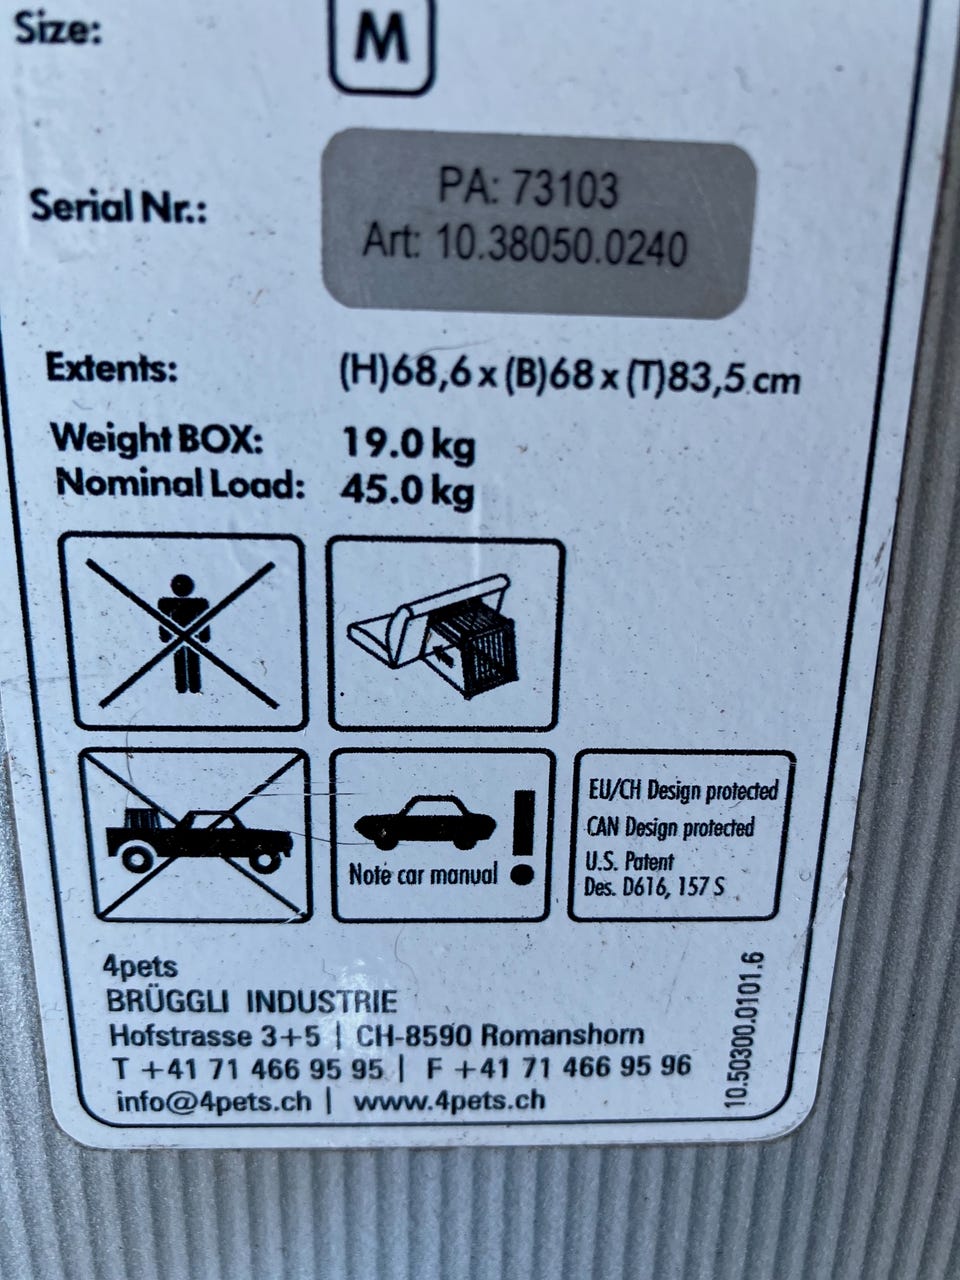 Size: M
Serial Nr.:
PA: 73103
Art: 10.38050.0240
Extents: (H)68,6 x (B)68 x (T)83,5 cm
Weight BOX: 19.0 kg
Nominal Load: 45.0 kg
Note car manual !
EU/CH Design protected
CAN Design protected
U.S. Patent
Des. D616, 157 S
4pets
BRÜGGLI INDUSTRIE
Hofstrasse 3+5 | CH-8590 Romanshorn
T +41 71 466 95 95 | F +41 71 466 95 96
info@4pets.ch | www.4pets.ch
10.50300.0101.6